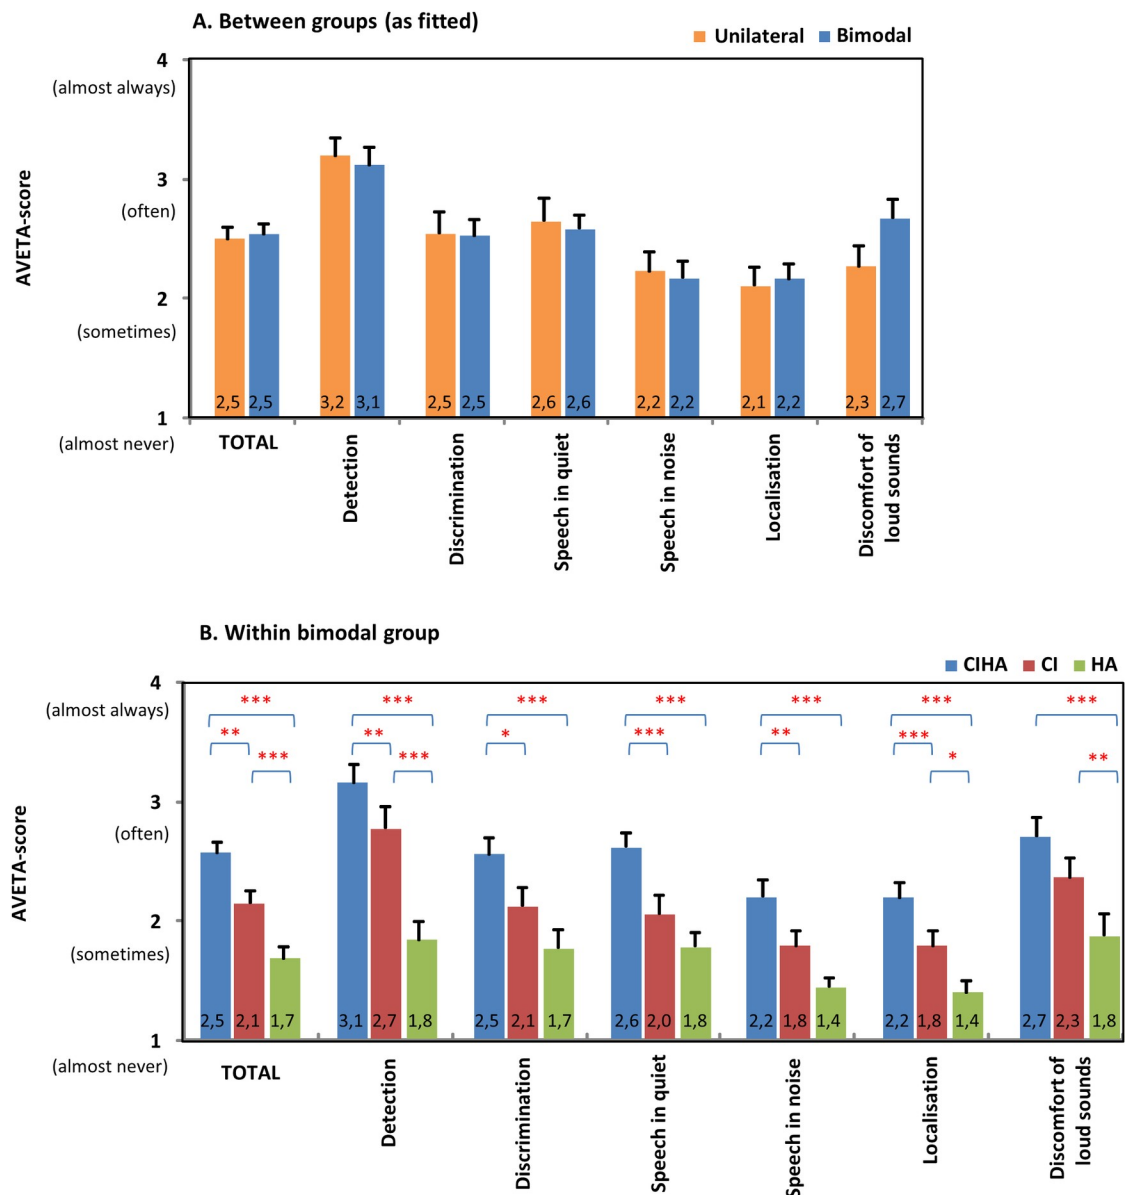 A. Between groups (as fitted)
Unilateral Bimodal
4
(almost always)
3
(often)
2
(sometimes)
1
(almost never)
AVETA-score
2,5 2,5 3,2 3,1 2,5 2,5 2,6 2,6 2,2 2,2 2,1 2,2 2,3 2,7
TOTAL
Detection
Discrimination
Speech in quiet
Speech in noise
Localisation
Discomfort of
loud sounds
B. Within bimodal group
CIHA CI HA
4
(almost always)
3
(often)
2
(sometimes)
1
(almost never)
AVETA-score
*** *** *** *** *** *** ***
** ** * *** ** ***
*** *** * **
2,5 2,1 1,7 3,1 2,7 1,8 2,5 2,1 1,7 2,6 2,0 1,8 2,2 1,8 1,4 2,2 1,8 1,4 2,7 2,3 1,8
TOTAL
Detection
Discrimination
Speech in quiet
Speech in noise
Localisation
Discomfort of
loud sounds